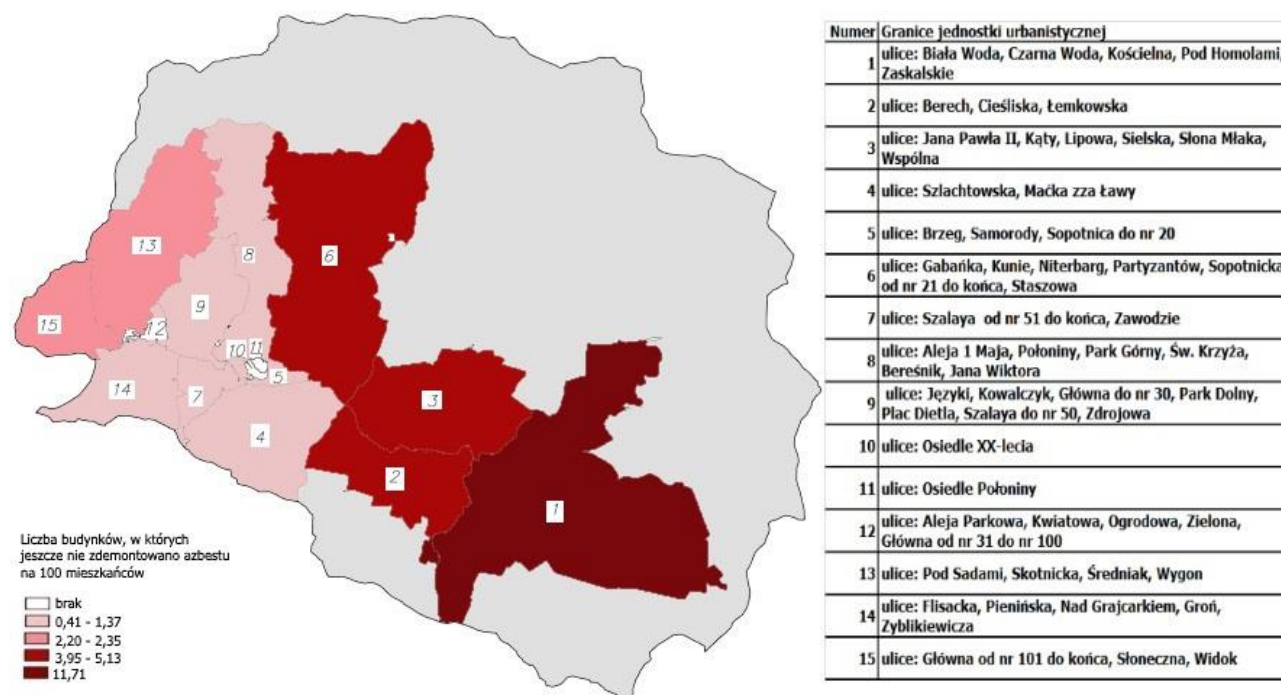 13
8
6
15
12
9
10
11
5
14
7
3
4
2
1
Liczba budynków, w których
jeszcze nie zdemontowano azbestu
na 100 mieszkańców
brak
0,41 - 1,37
2,20 - 2,35
3,95 - 5,13
11,71
Numer Granice jednostki urbanistycznej
1 ulice: Biała Woda, Czarna Woda, Kościelna, Pod Homolami,
Zaskalskie
2 ulice: Berech, Cieśliska, Łemkowska
3 ulice: Jana Pawła II, Kąty, Lipowa, Sielska, Słona Młaka,
Wspólna
4 ulice: Szlachtowska, Maćka zza Ławy
5 ulice: Brzeg, Samorody, Sopotnica do nr 20
6 ulice: Gabańka, Kunie, Niterbarg, Partyzantów, Sopotnicka
od nr 21 do końca, Staszowa
7 ulice: Szalaya od nr 51 do końca, Zawodzie
8 ulice: Aleja 1 Maja, Połoniny, Park Górny, Św. Krzyża,
Bereśnik, Jana Wiktora
9 ulice: Języki, Kowalczyk, Główna do nr 30, Park Dolny,
Plac Dietla, Szalaya do nr 50, Zdrojowa
10 ulice: Osiedle XX-lecia
11 ulice: Osiedle Połoniny
12 ulice: Aleja Parkowa, Kwiatowa, Ogrodowa, Zielona,
Główna od nr 31 do nr 100
13 ulice: Pod Sadami, Skotnicka, Średniak, Wygon
14 ulice: Flisacka, Pienińska, Nad Grajcarkiem, Groń,
Zyblikiewicza
15 ulice: Główna od nr 101 do końca, Słoneczna, Widok